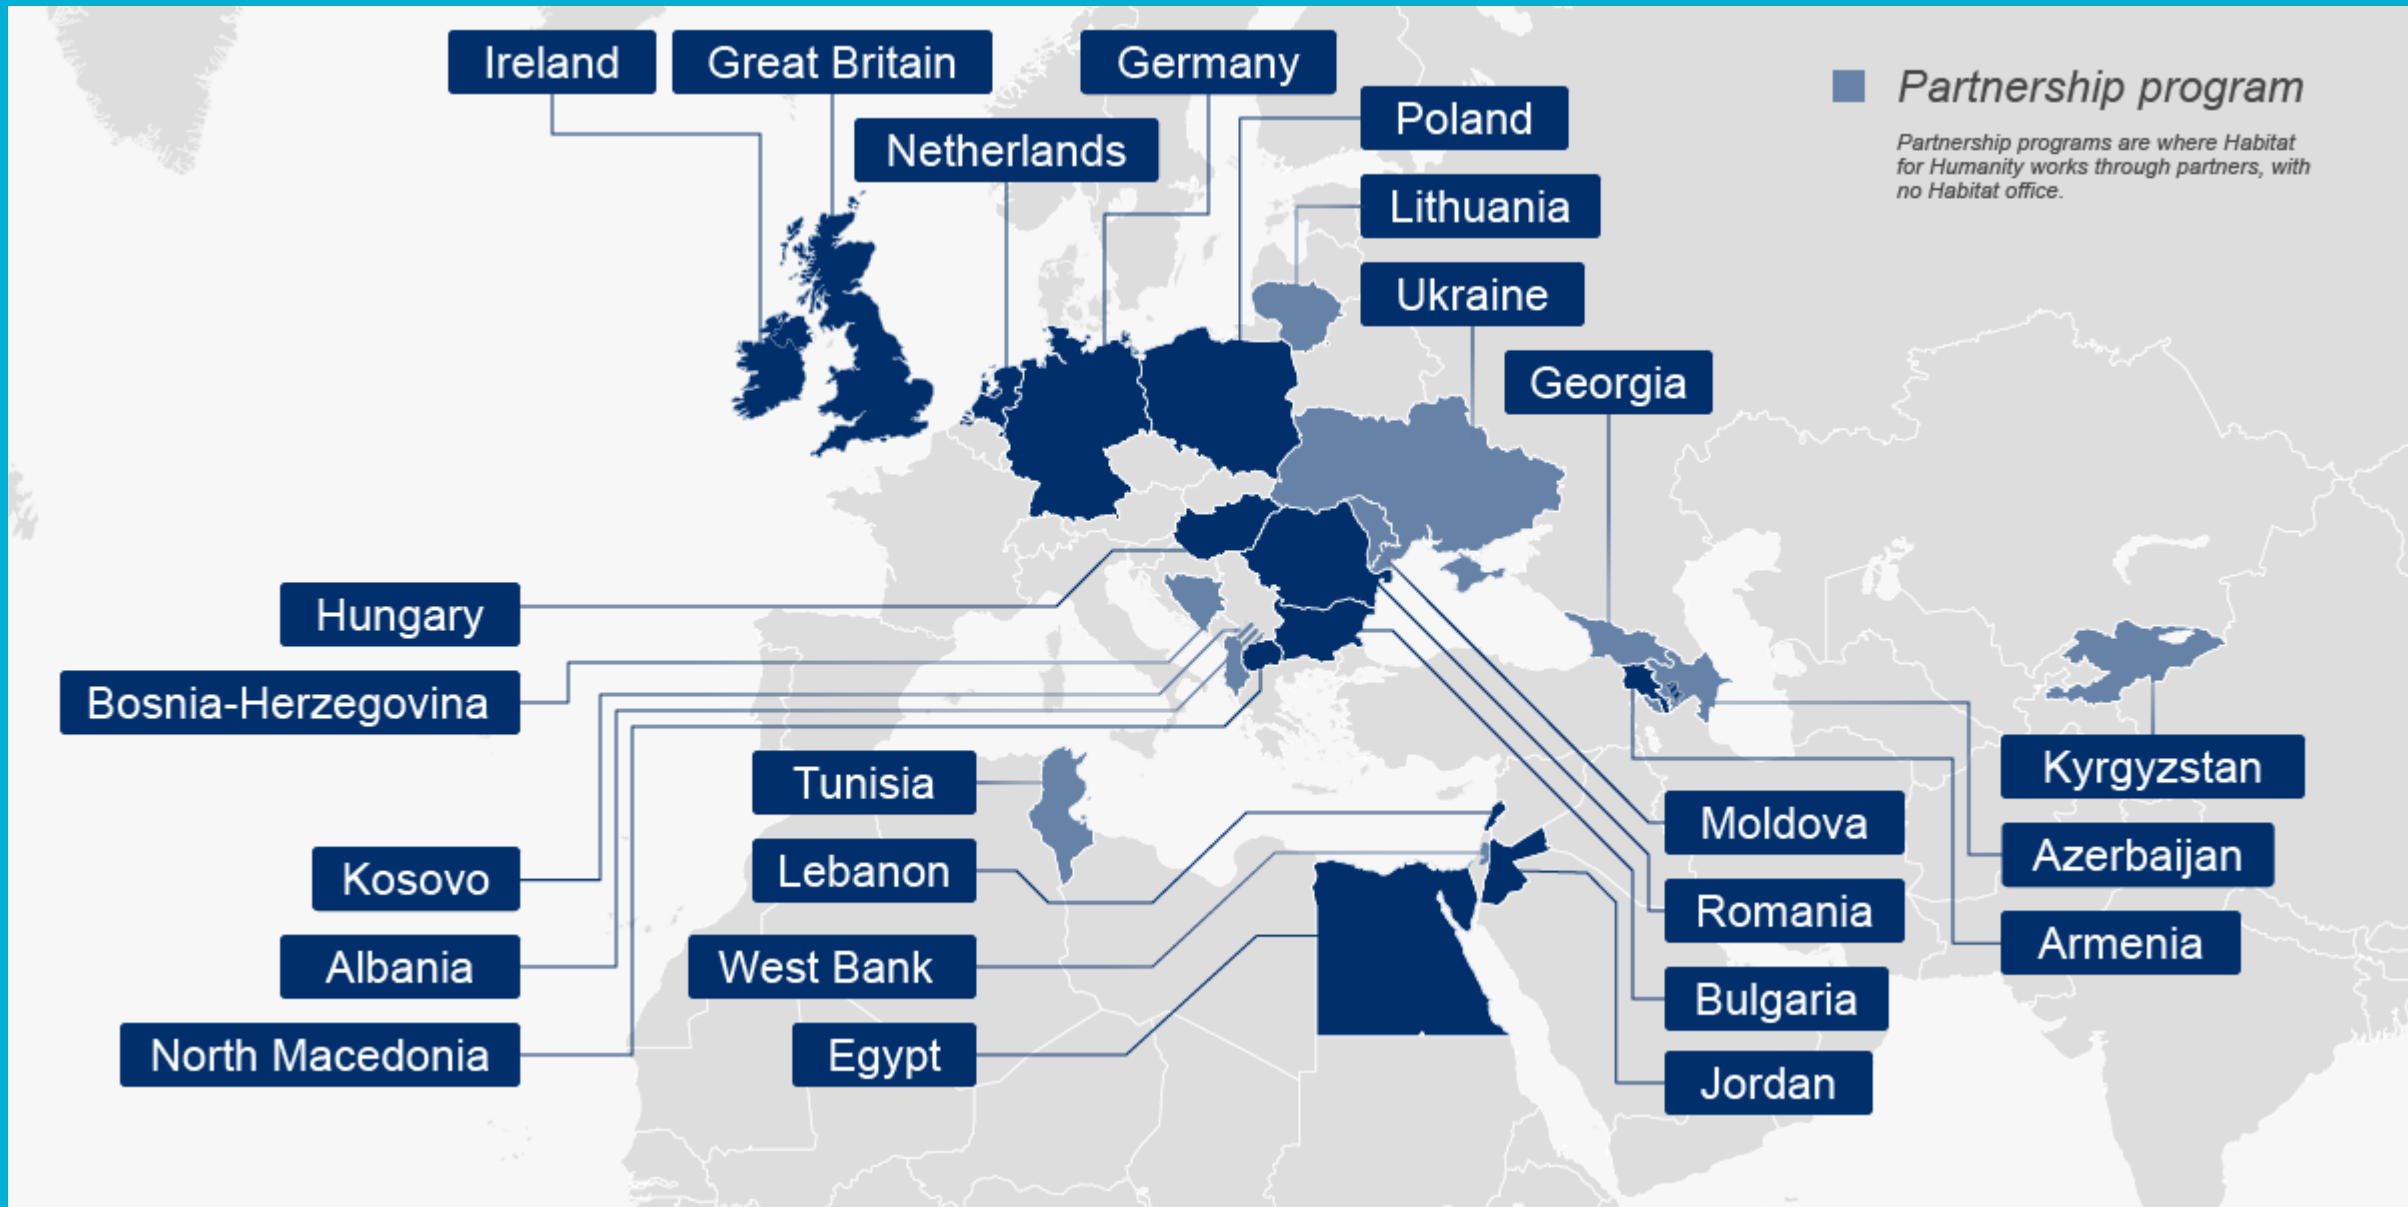 Ireland
Great Britain
Germany
Netherlands
Poland
Lithuania
Ukraine
Georgia
Partnership program
Partnership programs are where Habitat
for Humanity works through partners, with
no Habitat office.
Hungary
Bosnia-Herzegovina
Kosovo
Albania
North Macedonia
Tunisia
Lebanon
West Bank
Egypt
Moldova
Romania
Bulgaria
Jordan
Kyrgyzstan
Azerbaijan
Armenia